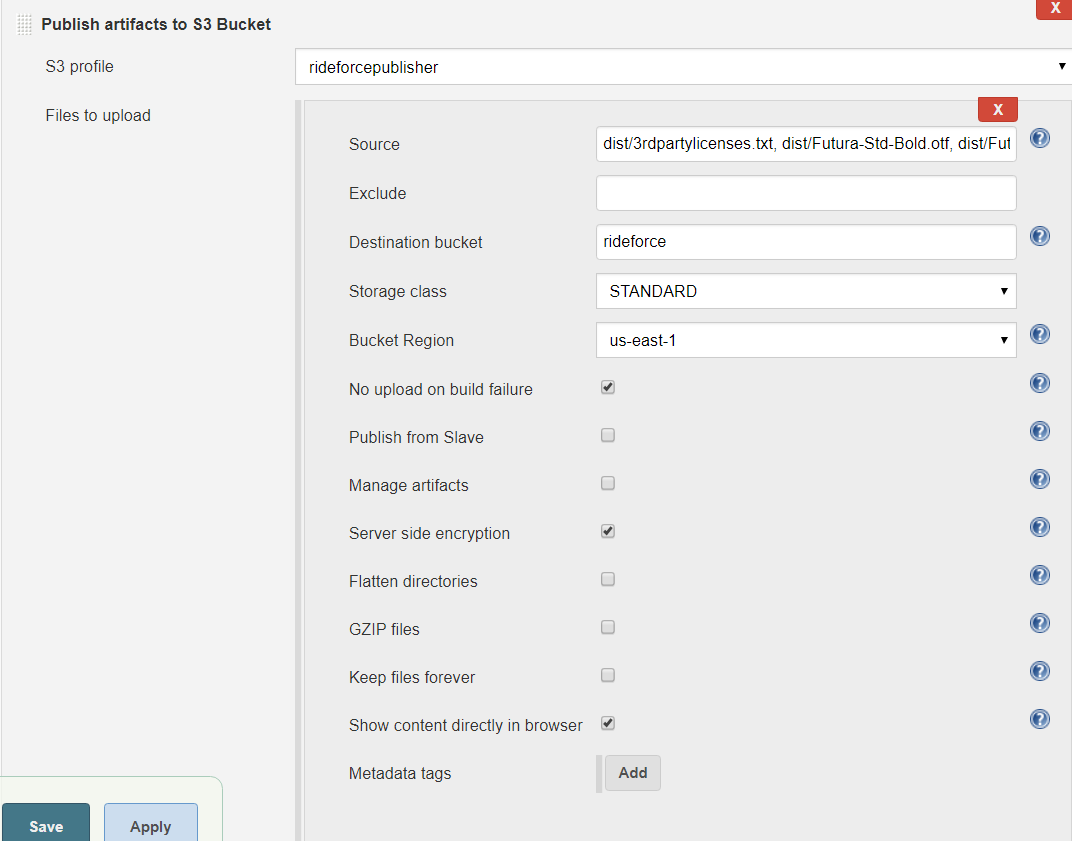 X
Publish artifacts to S3 Bucket
S3 profile
rideforcepublisher
Files to upload
X
Source
dist/3rdpartylicenses.txt, dist/Futura-Std-Bold.otf, dist/Fut
Exclude
Destination bucket
rideforce
Storage class
STANDARD
Bucket Region
us-east-1
No upload on build failure
Publish from Slave
Manage artifacts
Server side encryption
Flatten directories
GZIP files
Keep files forever
Show content directly in browser
Metadata tags
Add
Save
Apply